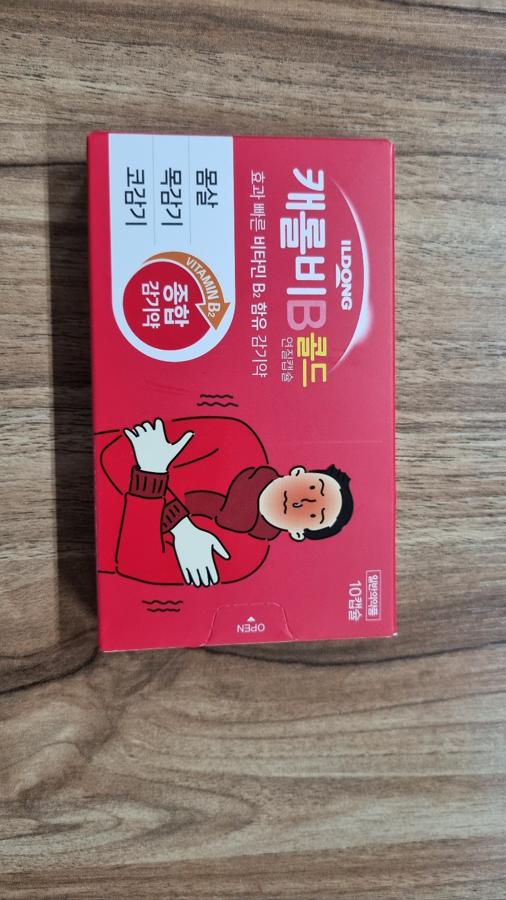 ILDONG
캐롤비B콜드
연질캡슐
효과 빠른 비타민 B₂ 함유 감기약
몸살
목감기
코감기
VITAMIN B₂
종합
감기약
일반의약품
10캡슐
OPEN